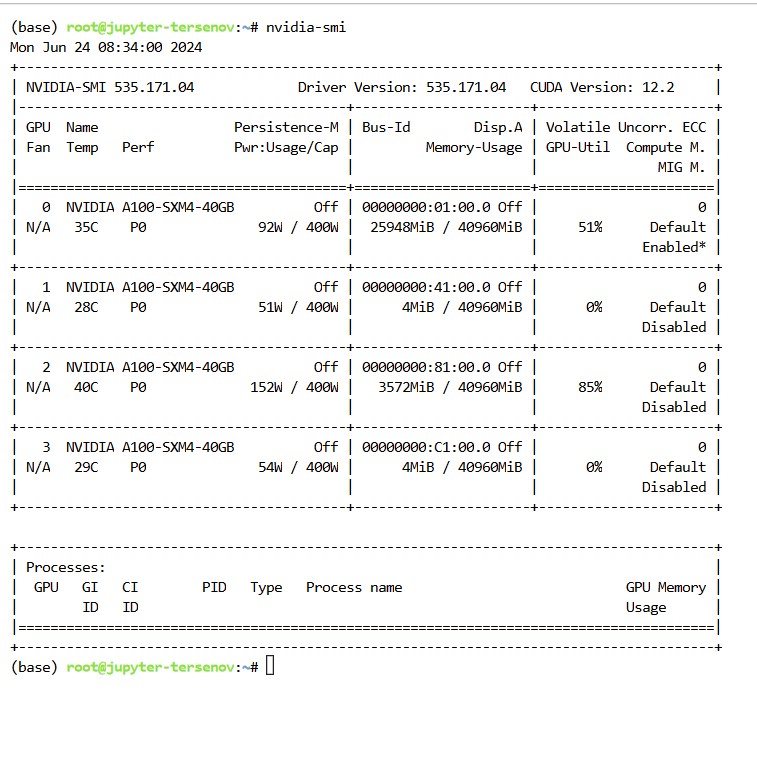 (base) root@jupyter-tersenov:~# nvidia-smi
Mon Jun 24 08:34:00 2024
+---------------------------------------------------------------------------------------+
| NVIDIA-SMI 535.171.04             Driver Version: 535.171.04   CUDA Version: 12.2     |
|-----------------------------------------+----------------------+----------------------+
| GPU  Name                 Persistence-M | Bus-Id        Disp.A | Volatile Uncorr. ECC |
| Fan  Temp   Perf          Pwr:Usage/Cap |         Memory-Usage | GPU-Util  Compute M. |
|                                         |                      |               MIG M. |
|=========================================+======================+======================|
|   0  NVIDIA A100-SXM4-40GB          Off | 00000000:01:00.0 Off |                    0 |
| N/A   35C    P0              92W / 400W | 25948MiB / 40960MiB |     51%      Default |
|                                         |                      |             Enabled* |
+-----------------------------------------+----------------------+----------------------+
|   1  NVIDIA A100-SXM4-40GB          Off | 00000000:41:00.0 Off |                    0 |
| N/A   28C    P0              51W / 400W |     4MiB / 40960MiB |      0%      Default |
|                                         |                      |             Disabled |
+-----------------------------------------+----------------------+----------------------+
|   2  NVIDIA A100-SXM4-40GB          Off | 00000000:81:00.0 Off |                    0 |
| N/A   40C    P0             152W / 400W |  3572MiB / 40960MiB |     85%      Default |
|                                         |                      |             Disabled |
+-----------------------------------------+----------------------+----------------------+
|   3  NVIDIA A100-SXM4-40GB          Off | 00000000:C1:00.0 Off |                    0 |
| N/A   29C    P0              54W / 400W |     4MiB / 40960MiB |      0%      Default |
|                                         |                      |             Disabled |
+-----------------------------------------+----------------------+----------------------+
+---------------------------------------------------------------------------------------+
| Processes:                                                                            |
|  GPU   GI   CI        PID   Type   Process name                            GPU Memory |
|        ID   ID                                                             Usage      |
|=======================================================================================|
+---------------------------------------------------------------------------------------+
(base) root@jupyter-tersenov:~#